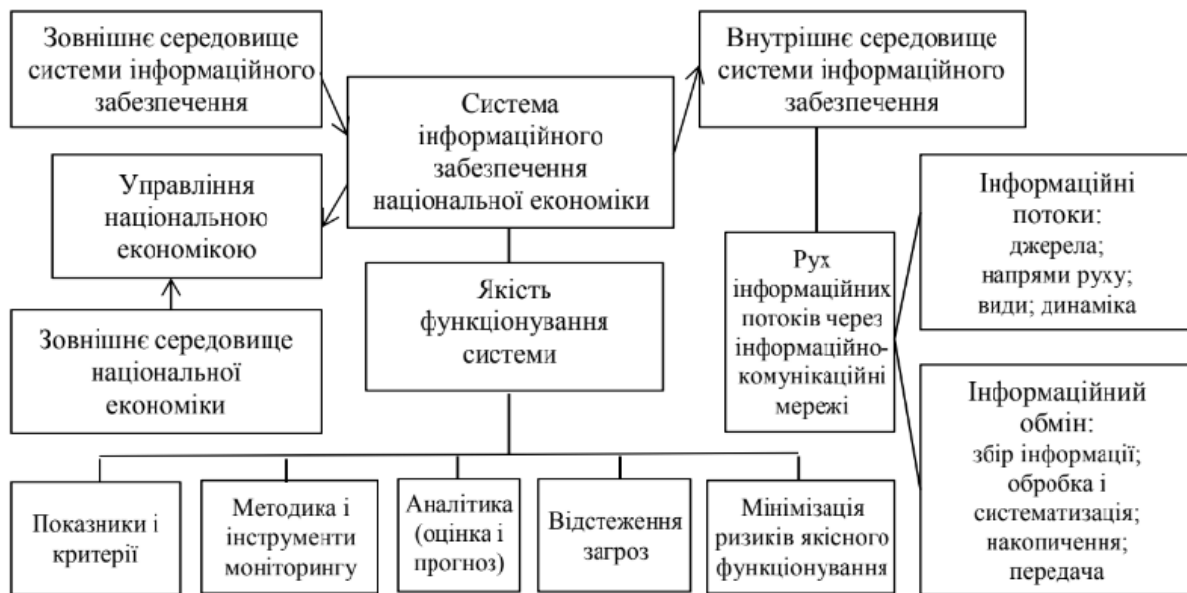 Зовнішнє середовище
системи інформаційного
забезпечення
Система
інформаційного
забезпечення
національної економіки
Внутрішнє середовище
системи інформаційного
забезпечення
Управління
національною
економікою
Зовнішнє середовище
національної
економіки
Якість
функціонування
системи
Рух
інформаційних
потоків через
інформаційно-
комунікаційні
мережі
Інформаційні
потоки:
джерела;
напрями руху;
види; динаміка
Інформаційний
обмін:
збір інформації;
обробка і
систематизація;
накопичення;
передача
Показники і
критерії
Методика і
інструменти
моніторингу
Аналітика
(оцінка і
прогноз)
Відстеження
загроз
Мінімізація
ризиків якісного
функціонування